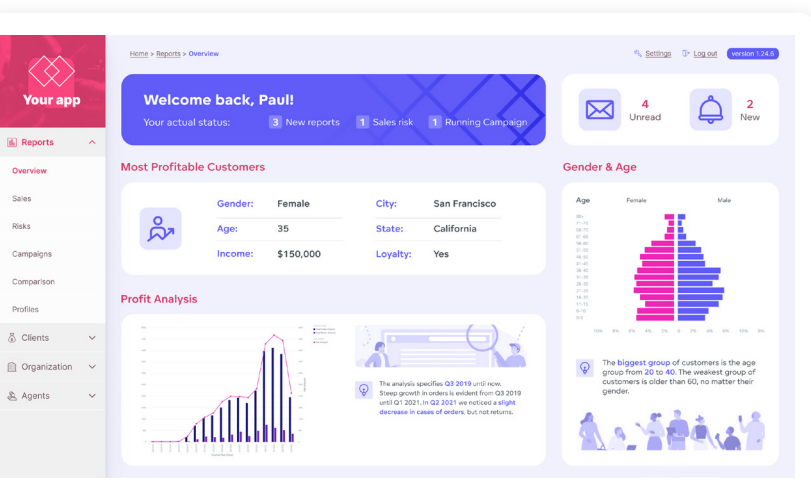 Home > Reports > Overview
Settings
Log out
version 1.24.6
Your app
Welcome back, Paul!
Your actual status:
3 New reports
1 Sales risk
1 Running Campaign
4
Unread
2
New
Reports
Overview
Sales
Risks
Campaigns
Comparison
Profiles
Clients
Organization
Agents
Most Profitable Customers
Gender: Female
City: San Francisco
Age: 35
State: California
Income: $150,000
Loyalty: Yes
Profit Analysis
The analysis specifies Q3 2019 until now.
Steep growth in orders is evident from Q3 2019
until Q1 2021, in Q2 2021 we noticed a slight
decrease in cases of orders, but not returns.
Gender & Age
Age Female Male
The biggest group of customers is the age
group from 20 to 40. The weakest group of
customers is older than 60, no matter their
gender.